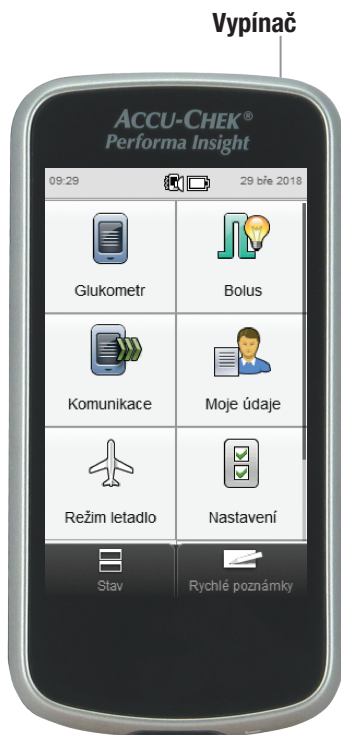 Vypínač
ACCU-CHEK®
Performa Insight
09:29 29 bře 2018
Glukometr Bolus
Komunikace Moje údaje
Režim letadlo Nastavení
Stav Rychlé poznámky